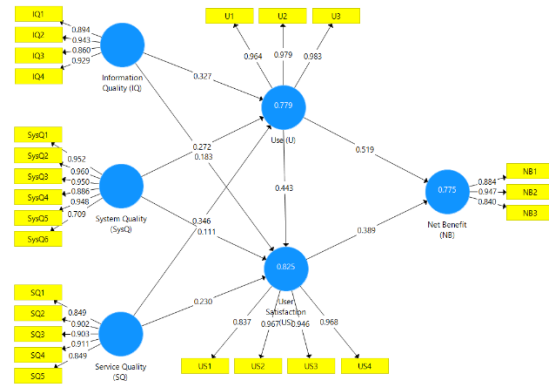 U1
U2
U3
IQ1
IQ2
IQ3
IQ4
0.894
0.943
0.860
0.929
0.964
0.979
0.983
Information
Quality (IQ)
0.327
0.779
Use (U)
SysQ1
SysQ2
SysQ3
SysQ4
SysQ5
SysQ6
0.952
0.960
0.950
0.886
0.948
0.709
System Quality
(SysQ)
0.272
0.183
0.346
0.111
0.443
0.519
0.389
0.775
Net Benefit
(NB)
0.884
0.947
0.840
NB1
NB2
NB3
SQ1
SQ2
SQ3
SQ4
SQ5
0.849
0.902
0.903
0.911
0.849
Service Quality
(SQ)
0.230
0.825
User
Satisfaction
(US)
0.837
0.967
0.946
0.968
US1
US2
US3
US4